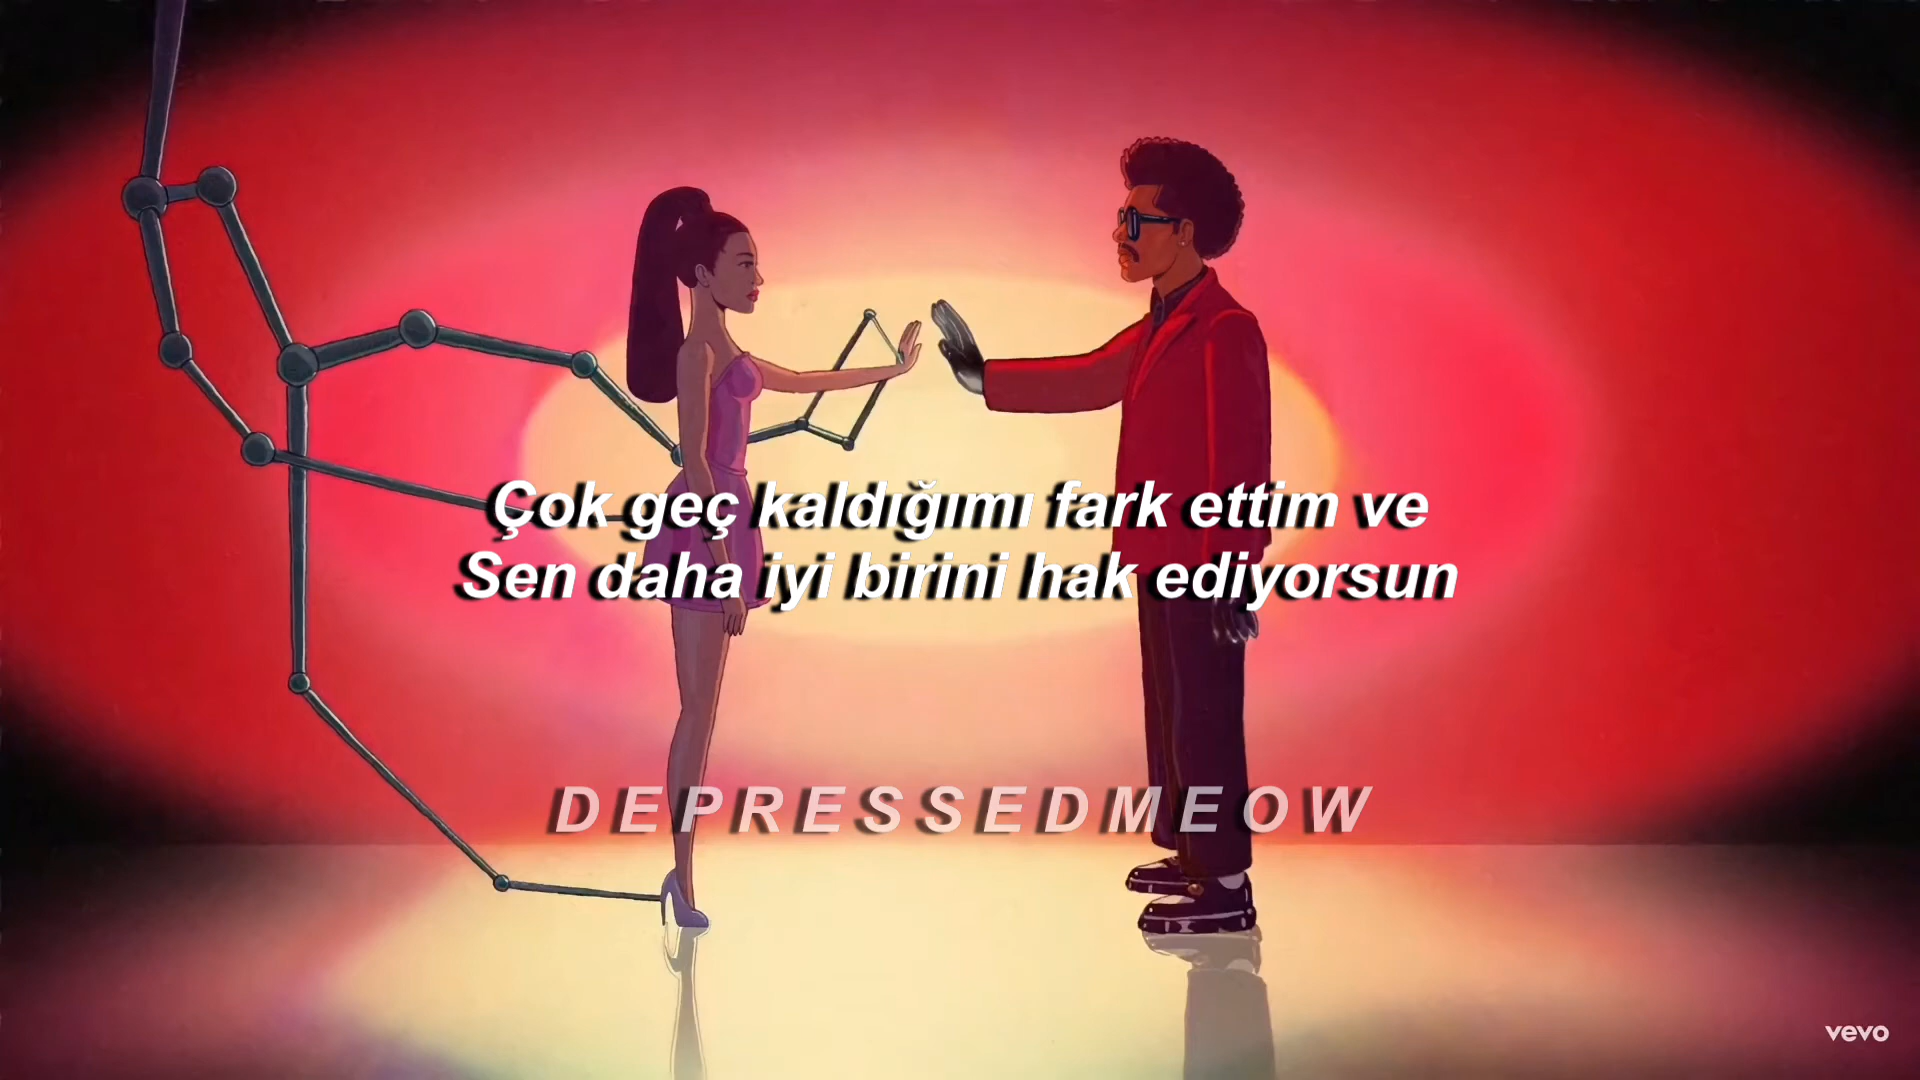 Çok geç kaldığımı fark ettim ve
Sen daha iyi birini hak ediyorsun
DEPRESSEDMEOW
vevo